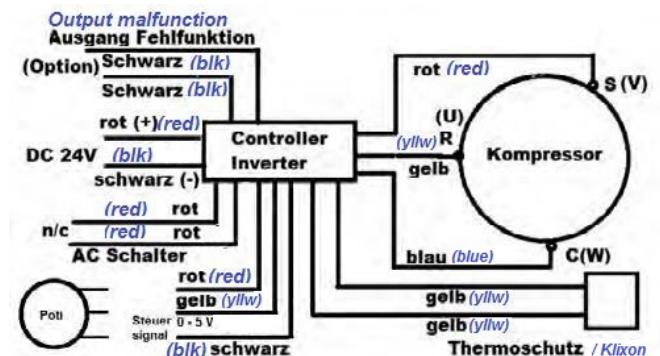 Output malfunction
Ausgang Fehlfunktion
(Option) Schwarz (blk)
Schwarz (blk)
rot (+) (red)
DC 24V (blk)
schwarz (-)
(red) rot
n/c (red) rot
AC Schalter
rot (red)
gelb (yllw)
Poti
Steuer 0 - 5 V
signal
(blk) schwarz
Controller
Inverter
rot (red)
S (V)
(U)
(yllw) R
gelb
Kompressor
blau (blue)
C(W)
gelb (yllw)
gelb (yllw)
Thermoschutz / Klixon